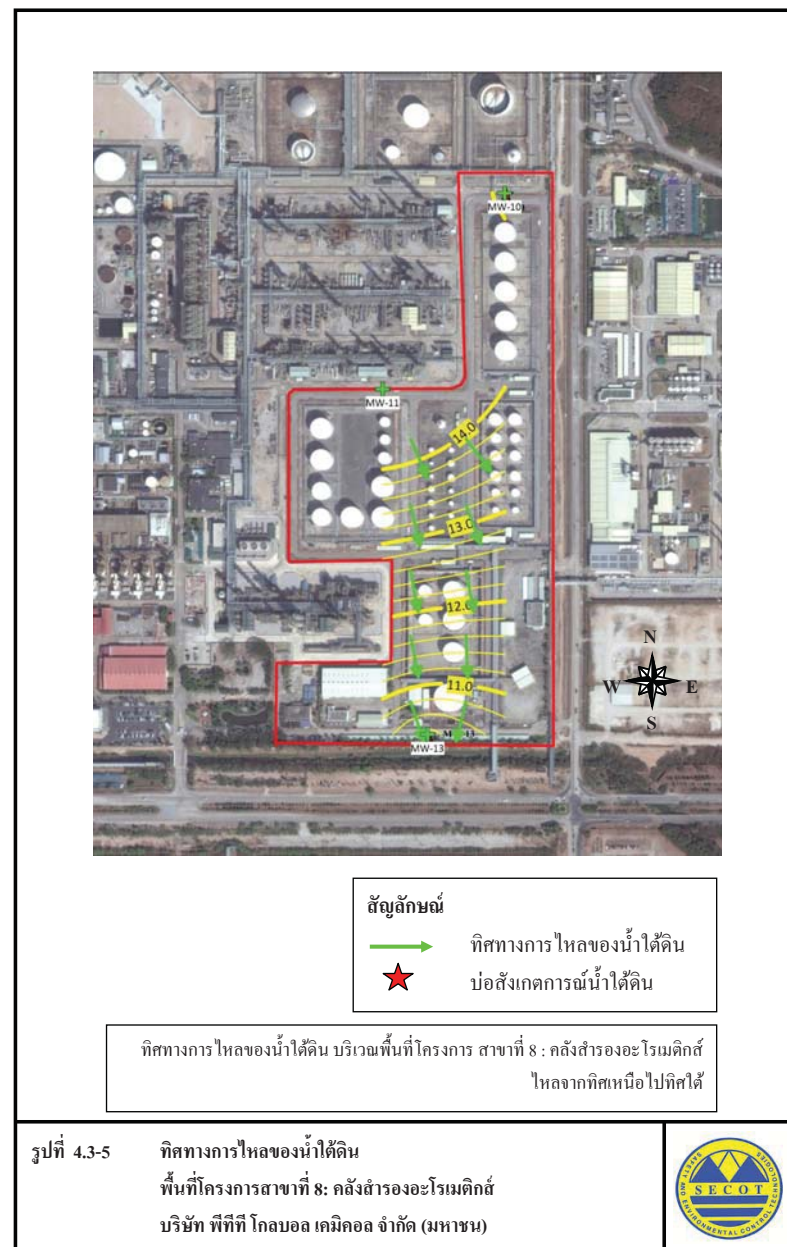 MW-10
MW-11
14.0
13.0
12.0
11.0
MW-13
N
W E
S
สัญลักษณ์
ทิศทางการไหลของน้ำใต้ดิน
บ่อสังเกตการณ์น้ำใต้ดิน
ทิศทางการไหลของน้ำใต้ดิน บริเวณพื้นที่โครงการ สาขาที่ 8 : คลังสำรองอะโรเมติกส์
ไหลจากทิศเหนือไปทิศใต้
รูปที่ 4.3-5 ทิศทางการไหลของน้ำใต้ดิน
พื้นที่โครงการสาขาที่ 8: คลังสำรองอะโรเมติกส์
บริษัท พีทีที โกลบอล เคมิคอล จำกัด (มหาชน)
SECOT
SAFETY AND ENVIRONMENTAL CONTROL TECHNOLOGIES